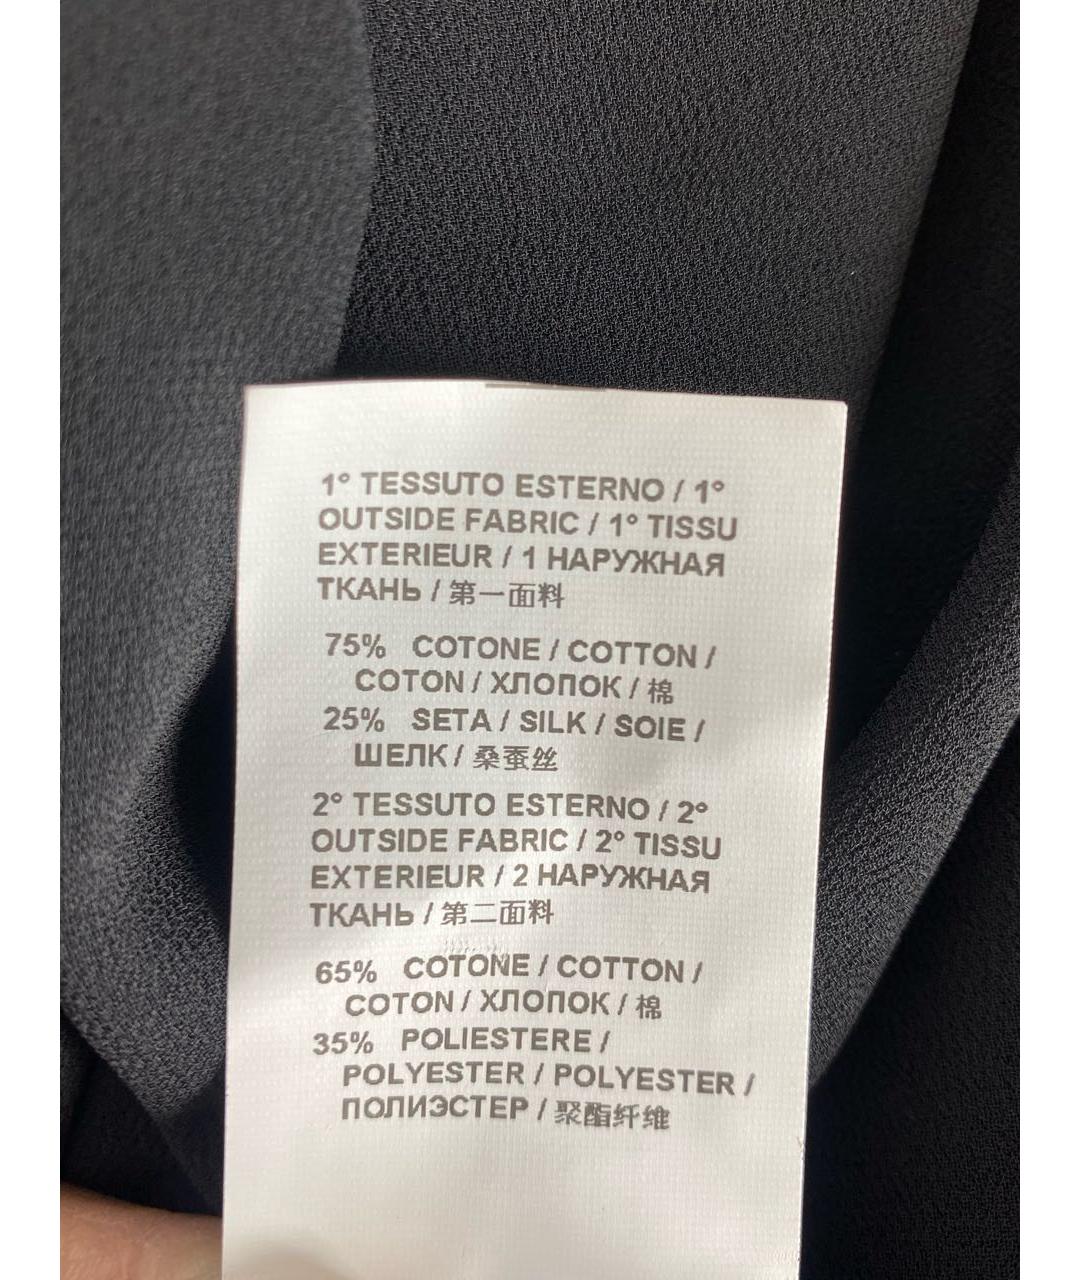 1° TESSUTO ESTERNO / 1°
OUTSIDE FABRIC / 1° TISSU
EXTERIEUR / 1 НАРУЖНАЯ
ТКАНЬ / 第一面料
75% COTONE / COTTON /
COTON / ХЛОПОК / 棉
25% SETA / SILK / SOIE /
ШЕЛК / 桑蚕丝
2° TESSUTO ESTERNO / 2°
OUTSIDE FABRIC / 2° TISSU
EXTERIEUR / 2 НАРУЖНАЯ
ТКАНЬ / 第二面料
65% COTONE / COTTON /
COTON / ХЛОПОК / 棉
35% POLIESTERE /
POLYESTER / POLYESTER /
ПОЛИЭСТЕР / 聚酯纤维